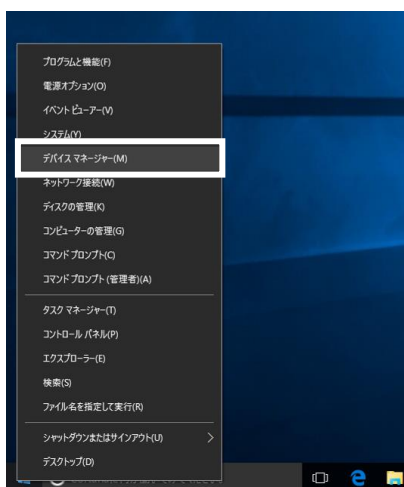 プログラムと機能(F)
電源オプション(O)
イベント ビューアー(V)
システム(Y)
デバイス マネージャー(M)
ネットワーク接続(W)
ディスクの管理(K)
コンピューターの管理(G)
コマンド プロンプト(C)
コマンド プロンプト (管理者)(A)
タスク マネージャー(T)
コントロール パネル(P)
エクスプローラー(E)
検索(S)
ファイル名を指定して実行(R)
シャットダウンまたはサインアウト(U)
デスクトップ(D)